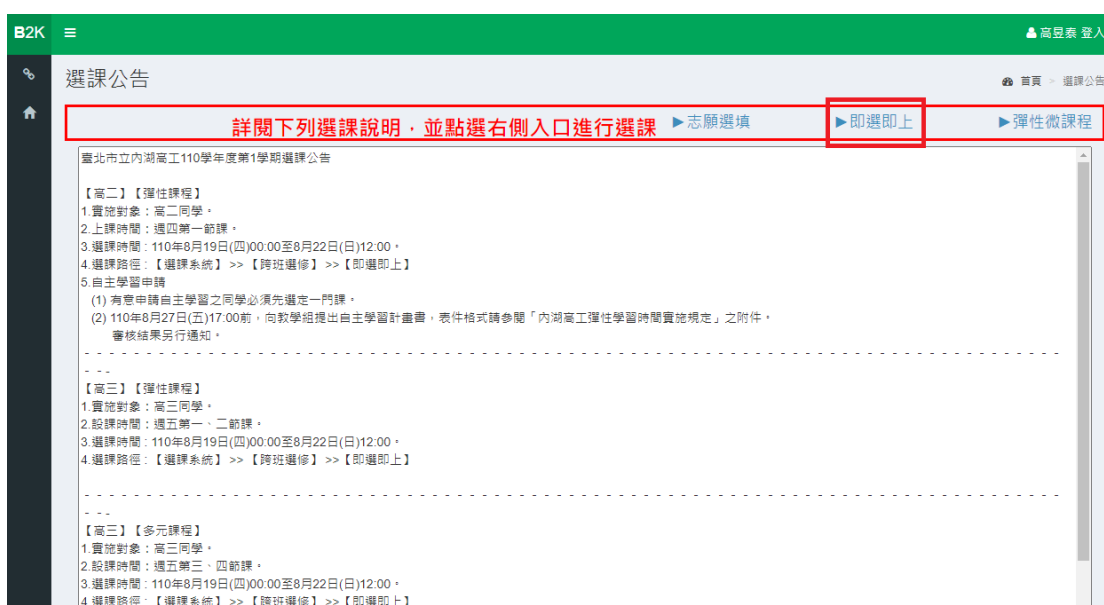 B2K
高昱泰 登入
選課公告
首頁 > 選課公告
詳閱下列選課說明，並點選右側入口進行選課 ▶志願選填 ▶即選即上 ▶彈性微課程
臺北市立內湖高工110學年度第1學期選課公告
【高二】【彈性課程】
1.實施對象：高二同學。
2.上課時間：週四第一節課。
3.選課時間：110年8月19日(四)00:00至8月22日(日)12:00。
4.選課路徑：【選課系統】 >> 【跨班選修】 >>【即選即上】
5.自主學習申請
(1) 有意申請自主學習之同學必須先選定一門課。
(2) 110年8月27日(五)17:00前，向教學組提出自主學習計畫書，表件格式請參閱「內湖高工彈性學習時間實施規定」之附件。
審核結果另行通知。
- - - - - - - - - - - - - - - - - - - - - - - - - - - - - - - - - - - - - - - - - - - - - - - - - - - - - - - - - - - - - - - - - - - - - -
- - -
【高三】【彈性課程】
1.實施對象：高三同學。
2.設課時間：週五第一、二節課。
3.選課時間：110年8月19日(四)00:00至8月22日(日)12:00。
4.選課路徑：【選課系統】 >> 【跨班選修】 >>【即選即上】
- - - - - - - - - - - - - - - - - - - - - - - - - - - - - - - - - - - - - - - - - - - - - - - - - - - - - - - - - - - - - - - - - - - - - -
- - -
【高三】【多元課程】
1.實施對象：高三同學。
2.設課時間：週五第三、四節課。
3.選課時間：110年8月19日(四)00:00至8月22日(日)12:00。
4.選課路徑：【選課系統】 >> 【跨班選修】 >>【即選即上】